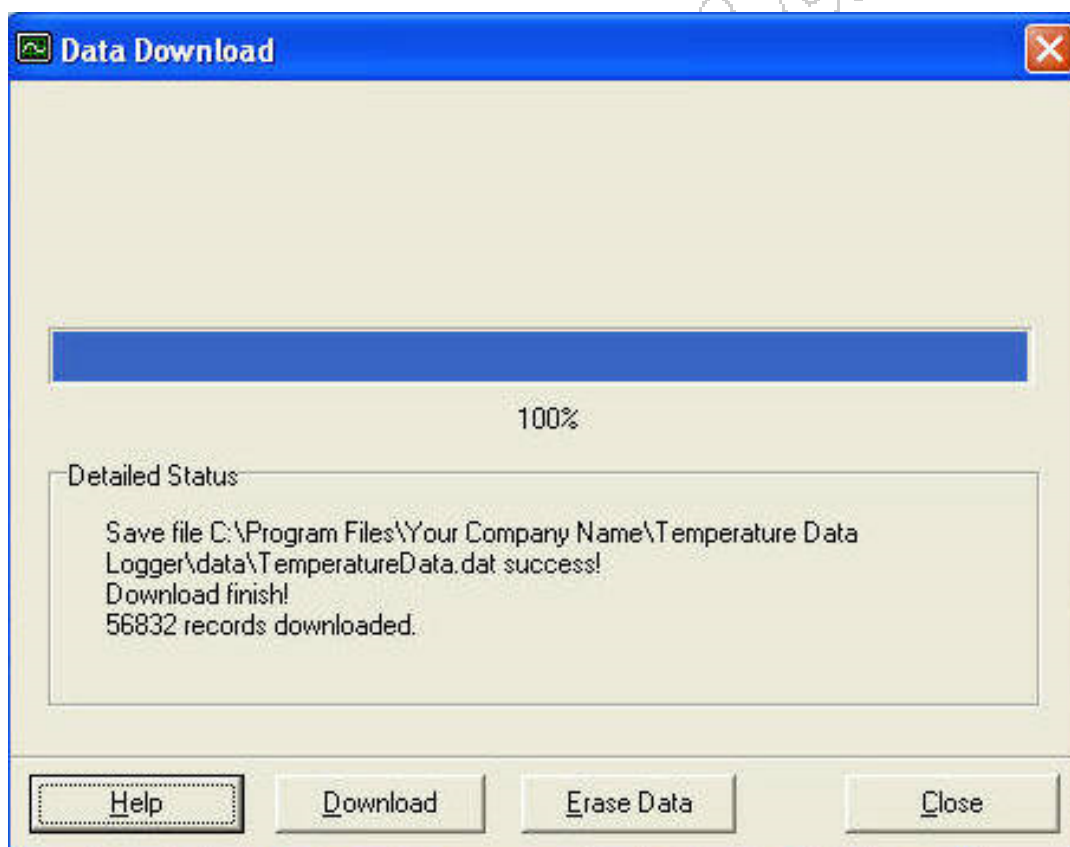 Data Download
100%
Detailed Status
Save file C:\Program Files\Your Company Name\Temperature Data
Logger\data\TemperatureData.dat success!
Download finish!
56832 records downloaded.
Help
Download
Erase Data
Close